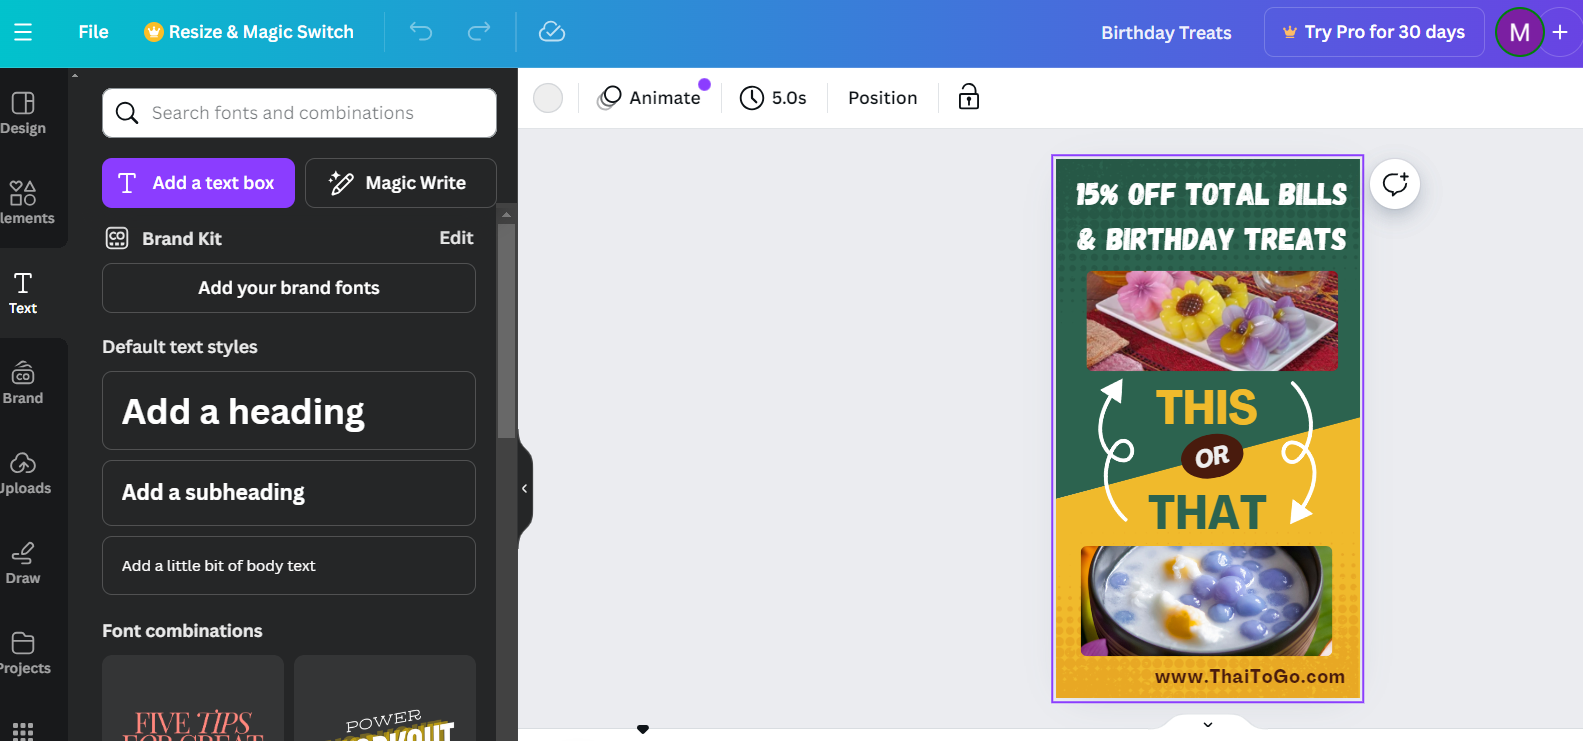 File
Resize & Magic Switch
Birthday Treats
Try Pro for 30 days
M
Design
lements
Text
Brand
Uploads
Draw
Projects
Search fonts and combinations
Add a text box
Magic Write
Brand Kit
Edit
Add your brand fonts
Default text styles
Add a heading
Add a subheading
Add a little bit of body text
Font combinations
FIVE TIPS
FOR GREAT
POWER
WORKOUT
Animate
5.0s
Position
15% OFF TOTAL BILLS
& BIRTHDAY TREATS
THIS
OR
THAT
www.ThaiToGo.com